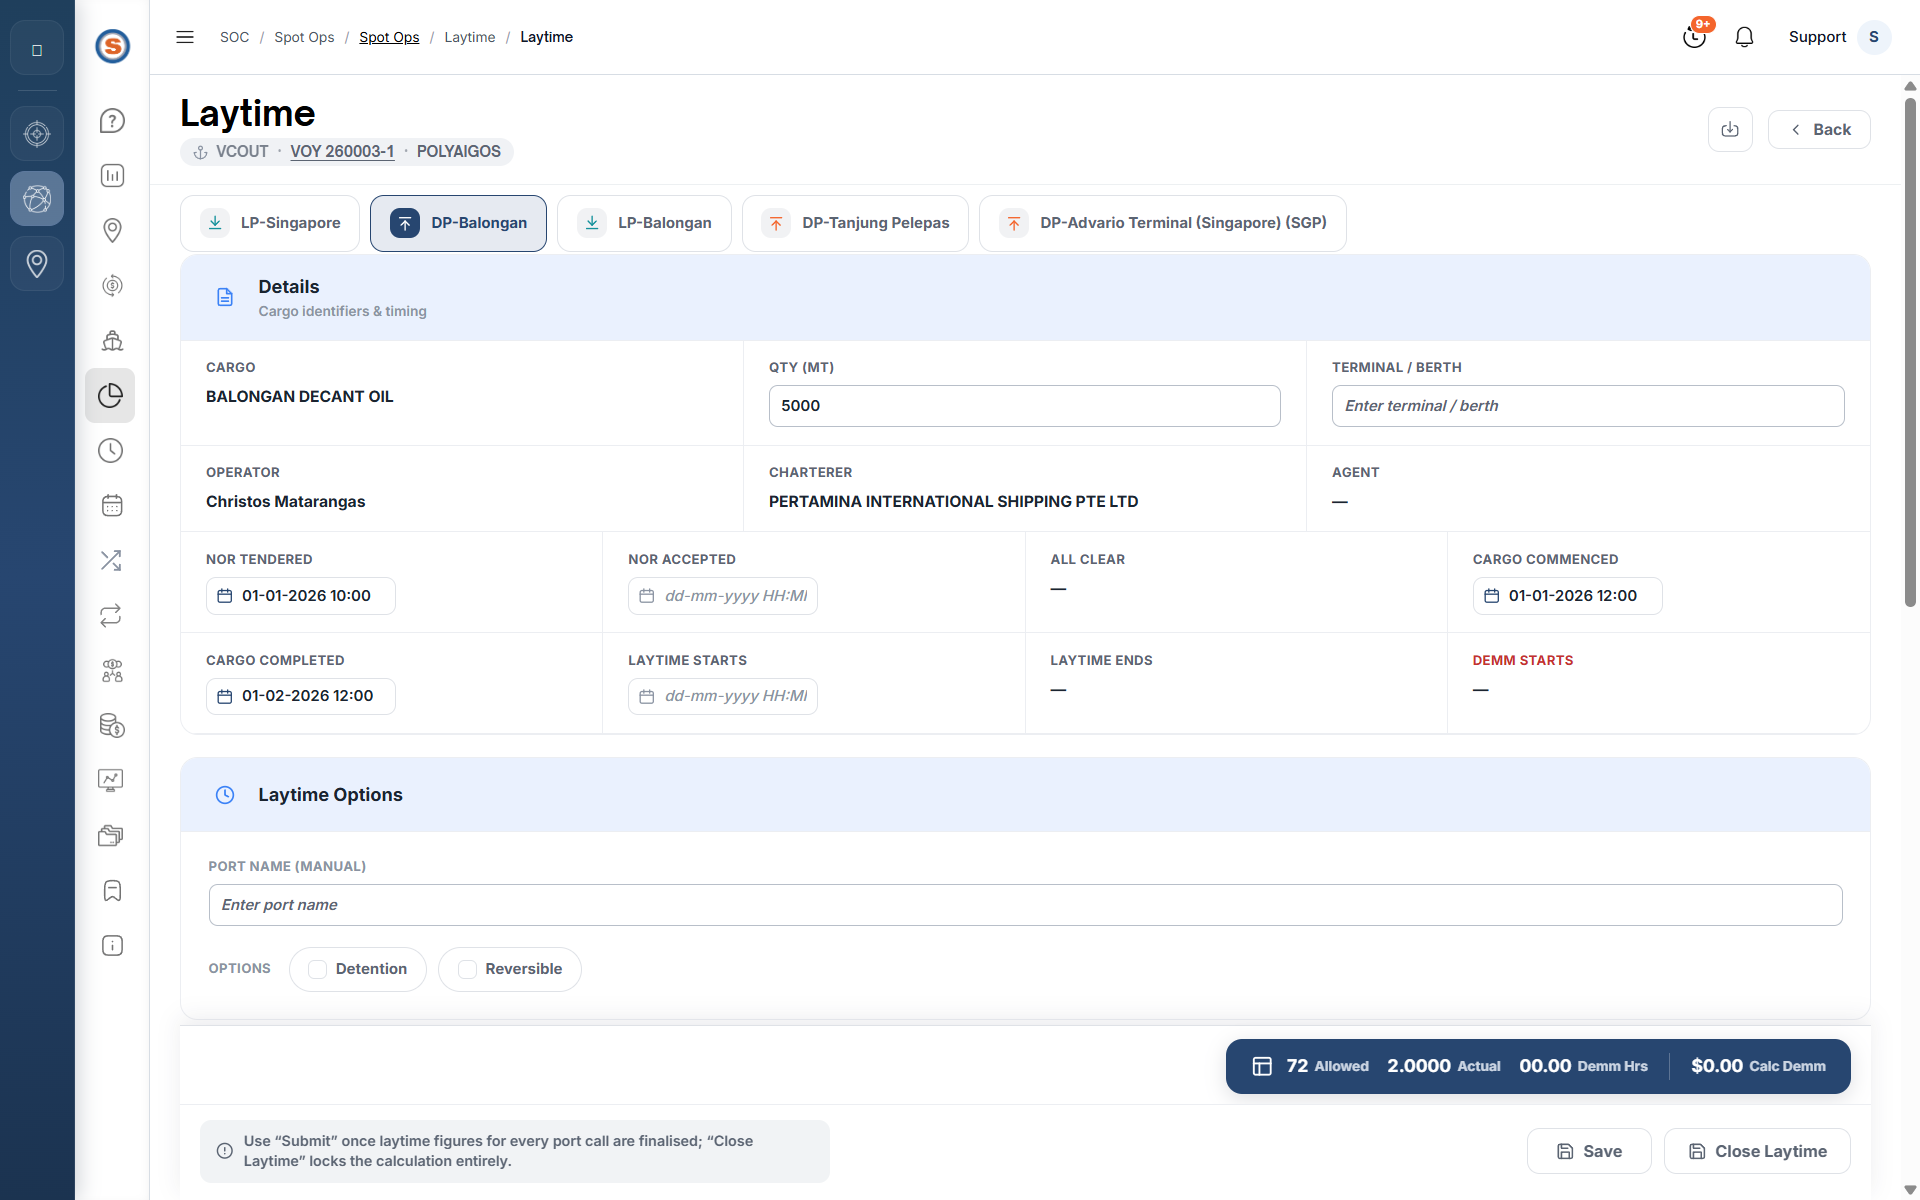 SOC / Spot Ops / Spot Ops / Laytime / Laytime
9+
Support S
Laytime
VCOUT · VOY 260003-1 · POLYAIGOS
Back
LP-Singapore
DP-Balongan
LP-Balongan
DP-Tanjung Pelepas
DP-Advario Terminal (Singapore) (SGP)
Details
Cargo identifiers & timing
CARGO
BALONGAN DECANT OIL
QTY (MT)
5000
TERMINAL / BERTH
Enter terminal / berth
OPERATOR
Christos Matarangas
CHARTERER
PERTAMINA INTERNATIONAL SHIPPING PTE LTD
AGENT
—
NOR TENDERED
01-01-2026 10:00
NOR ACCEPTED
dd-mm-yyyy HH:MI
ALL CLEAR
—
CARGO COMMENCED
01-01-2026 12:00
CARGO COMPLETED
01-02-2026 12:00
LAYTIME STARTS
dd-mm-yyyy HH:MI
LAYTIME ENDS
—
DEMM STARTS
—
Laytime Options
PORT NAME (MANUAL)
Enter port name
OPTIONS
Detention
Reversible
72 Allowed 2.0000 Actual 00.00 Demm Hrs $0.00 Calc Demm
Use “Submit” once laytime figures for every port call are finalised; “Close
Laytime” locks the calculation entirely.
Save
Close Laytime